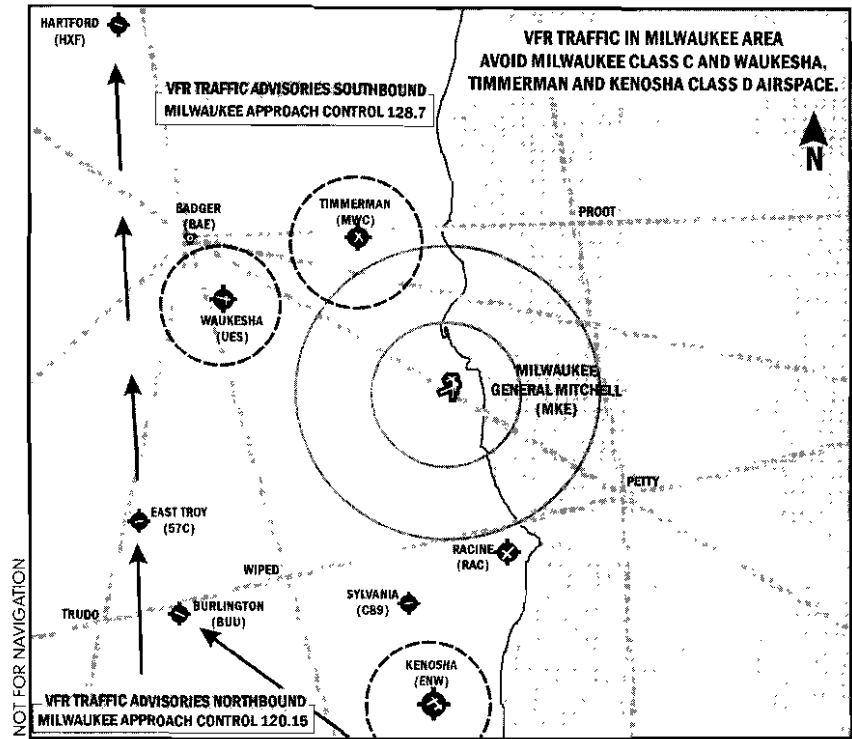 HARTFORD
(HXF)
VFR TRAFFIC IN MILWAUKEE AREA
AVOID MILWAUKEE CLASS C AND WAUKESHA,
TIMMERMAN AND KENOSHA CLASS D AIRSPACE.
VFR TRAFFIC ADVISORIES SOUTHBOUND
MILWAUKEE APPROACH CONTROL 128.7
N
BADGER
(BAE)
TIMMERMAN
(MWC)
PROOT
WAUKESHA
(UES)
MILWAUKEE
GENERAL MITCHELL
(MKE)
PETTY
EAST TROY
(57C)
RACINE
(RAC)
WIPED
SYLVANIA
(C89)
TRUDO
BURLINGTON
(BUU)
KENOSHA
(ENW)
VFR TRAFFIC ADVISORIES NORTHBOUND
MILWAUKEE APPROACH CONTROL 120.15
NOT FOR NAVIGATION